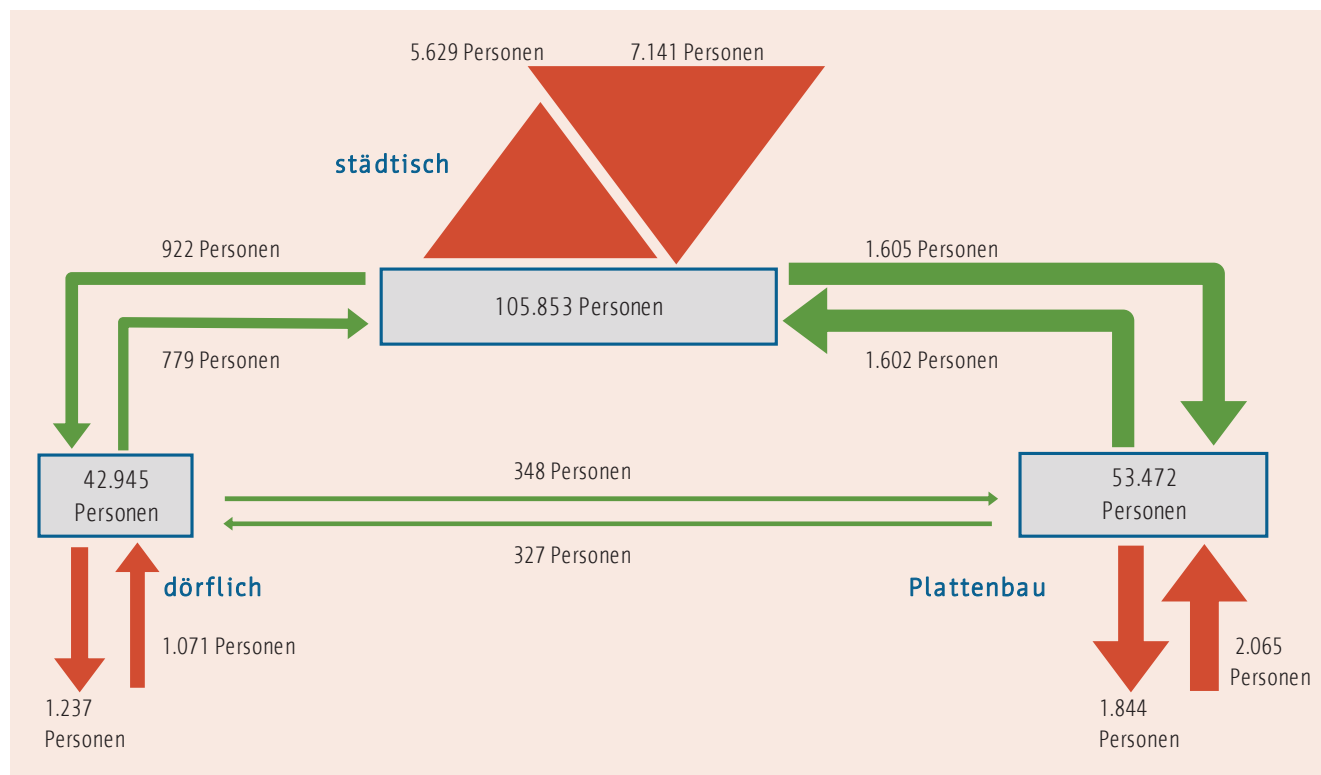 5.629 Personen
7.141 Personen
städtisch
922 Personen
1.605 Personen
105.853 Personen
779 Personen
1.602 Personen
42.945
Personen
348 Personen
53.472
Personen
327 Personen
dörflich
Plattenbau
1.071 Personen
2.065
Personen
1.237
Personen
1.844
Personen